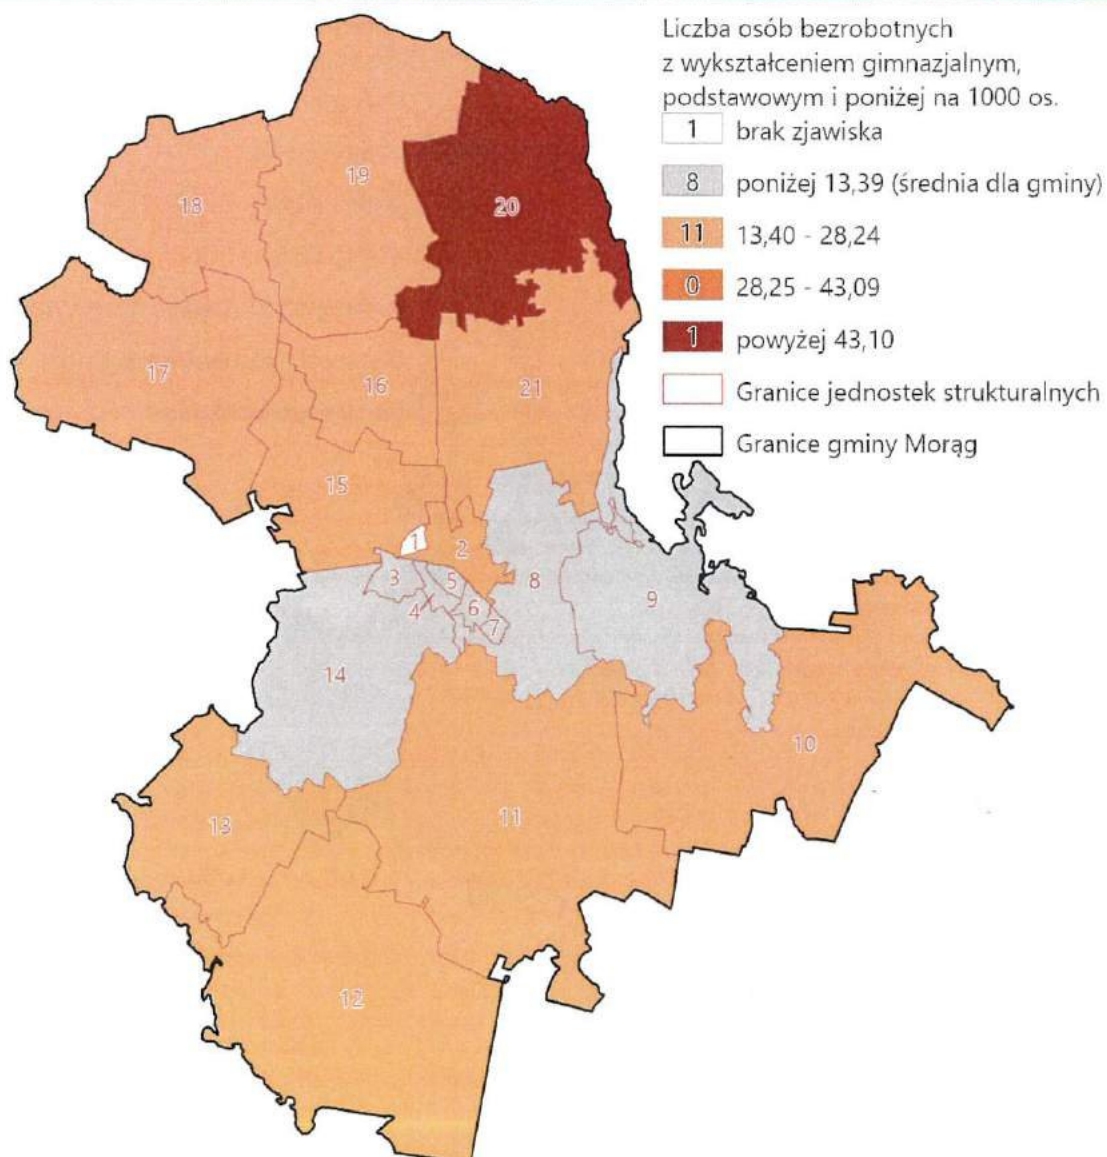 Liczba osób bezrobotnych
z wykształceniem gimnazjalnym,
podstawowym i poniżej na 1000 os.
1 brak zjawiska
8 poniżej 13,39 (średnia dla gminy)
11 13,40 - 28,24
0 28,25 - 43,09
1 powyżej 43,10
Granice jednostek strukturalnych
Granice gminy Morąg
19
18
20
17
16
21
15
1
2
3
5
8
4
6
9
7
14
10
11
13
12